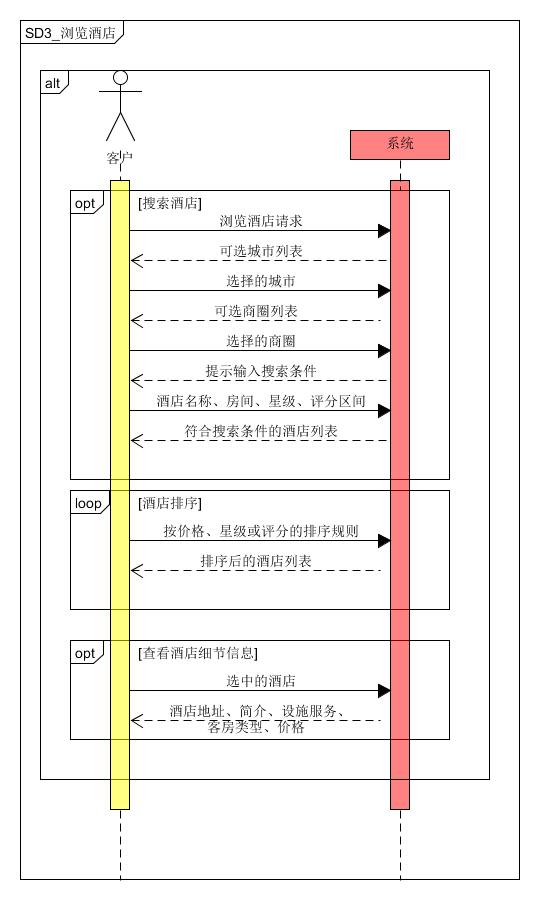 SD3_浏览酒店
alt
客户
系统
opt
[搜索酒店]
浏览酒店请求
可选城市列表
选择的城市
可选商圈列表
选择的商圈
提示输入搜索条件
酒店名称、房间、星级、评分区间
符合搜索条件的酒店列表
loop
[酒店排序]
按价格、星级或评分的排序规则
排序后的酒店列表
opt
[查看酒店细节信息]
选中的酒店
酒店地址、简介、设施服务、
客房类型、价格